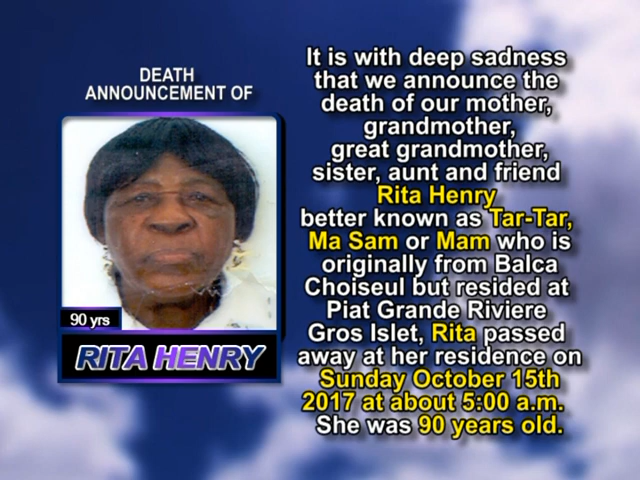 DEATH
ANNOUNCEMENT OF
90 yrs
RITA HENRY
It is with deep sadness
that we announce the
death of our mother,
grandmother,
great grandmother,
sister, aunt and friend
Rita Henry
better known as Tar-Tar,
Ma Sam or Mam who is
originally from Balca
Choiseul but resided at
Piat Grande Riviere
Gros Islet, Rita passed
away at her residence on
Sunday October 15th
2017 at about 5:00 a.m.
She was 90 years old.